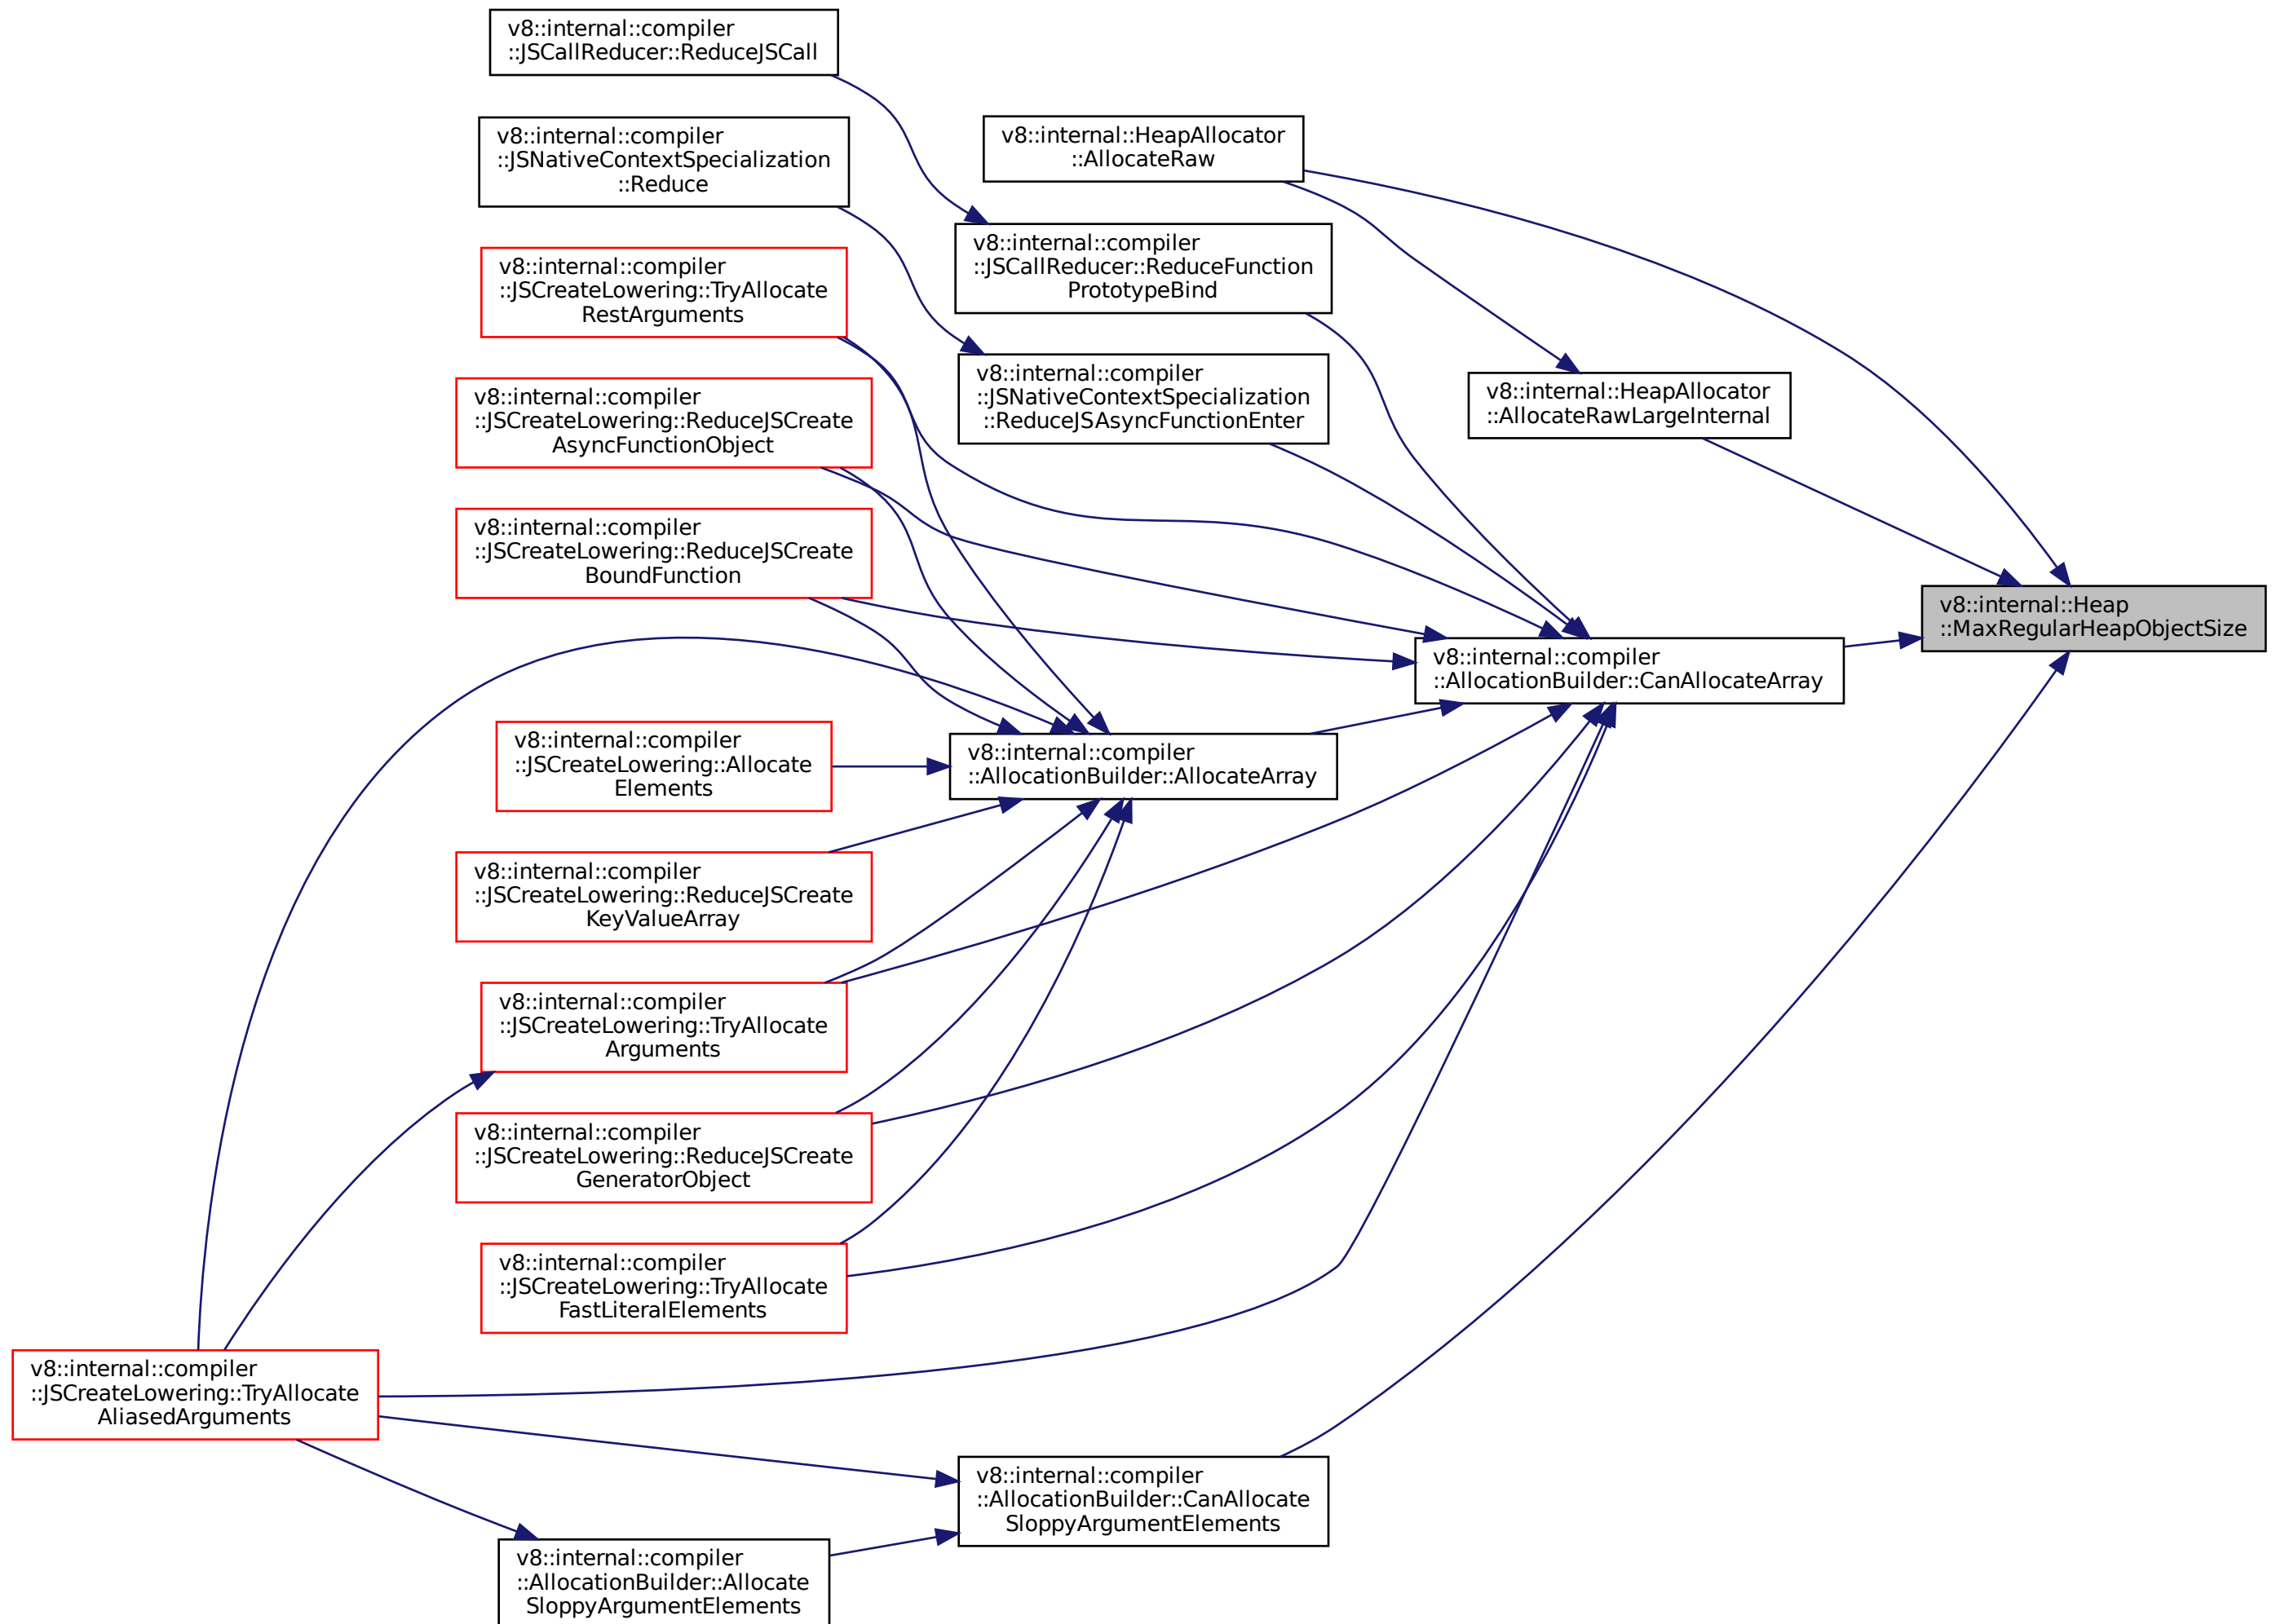 v8::internal::compiler
::JSCallReducer::ReduceJSCall
v8::internal::compiler
::JSNativeContextSpecialization
::Reduce
v8::internal::HeapAllocator
::AllocateRaw
v8::internal::compiler
::JSCallReducer::ReduceFunction
PrototypeBind
v8::internal::compiler
::JSCreateLowering::TryAllocate
RestArguments
v8::internal::compiler
::JSNativeContextSpecialization
::ReduceJSAsyncFunctionEnter
v8::internal::HeapAllocator
::AllocateRawLargeInternal
v8::internal::compiler
::JSCreateLowering::ReduceJSCreate
AsyncFunctionObject
v8::internal::compiler
::JSCreateLowering::ReduceJSCreate
BoundFunction
v8::internal::Heap
::MaxRegularHeapObjectSize
v8::internal::compiler
::AllocationBuilder::CanAllocateArray
v8::internal::compiler
::JSCreateLowering::Allocate
Elements
v8::internal::compiler
::AllocationBuilder::AllocateArray
v8::internal::compiler
::JSCreateLowering::ReduceJSCreate
KeyValueArray
v8::internal::compiler
::JSCreateLowering::TryAllocate
Arguments
v8::internal::compiler
::JSCreateLowering::ReduceJSCreate
GeneratorObject
v8::internal::compiler
::JSCreateLowering::TryAllocate
FastLiteralElements
v8::internal::compiler
::JSCreateLowering::TryAllocate
AliasedArguments
v8::internal::compiler
::AllocationBuilder::CanAllocate
SloppyArgumentElements
v8::internal::compiler
::AllocationBuilder::Allocate
SloppyArgumentElements